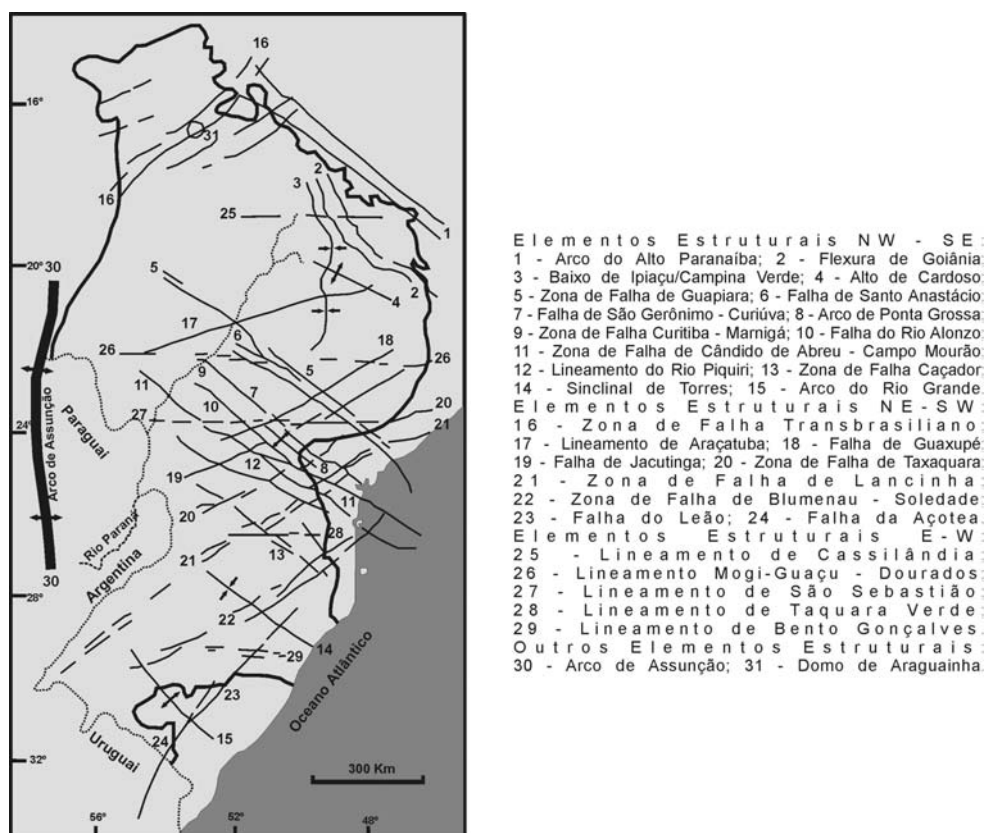 16
16º
31
16
2
3
25
1
20º
30
5
4
2
17
6
18
26
26
9
5
11
7
20
10
21
27
24º
Paraguai
Arco de Assunção
8
12
19
11
20
Rio Paraná
28
13
21
Argentina
30
28º
22
14
29
Oceano Atlântico
23
15
24
Uruguai
32º
300 Km
56º
52º
48º
Elementos Estruturais NW - SE:
1 - Arco do Alto Paranaíba; 2 - Flexura de Goiânia;
3 - Baixo de Ipiaçu/Campina Verde; 4 - Alto de Cardoso;
5 - Zona de Falha de Guapiara; 6 - Falha de Santo Anastácio;
7 - Falha de São Gerônimo - Curiúva; 8 - Arco de Ponta Grossa;
9 - Zona de Falha Curitiba - Marnigá; 10 - Falha do Rio Alonzo;
11 - Zona de Falha de Cândido de Abreu - Campo Mourão;
12 - Lineamento do Rio Piquiri; 13 - Zona de Falha Caçador;
14 - Sinclinal de Torres; 15 - Arco do Rio Grande.
Elementos Estruturais NE-SW:
16 - Zona de Falha Transbrasiliano;
17 - Lineamento de Araçatuba; 18 - Falha de Guaxupé;
19 - Falha de Jacutinga; 20 - Zona de Falha de Taxaquara;
21 - Zona de Falha de Lancinha;
22 - Zona de Falha de Blumenau - Soledade;
23 - Falha do Leão; 24 - Falha da Açotea.
Elementos Estruturais E-W:
25 - Lineamento de Cassilândia;
26 - Lineamento Mogi-Guaçu - Dourados;
27 - Lineamento de São Sebastião;
28 - Lineamento de Taquara Verde;
29 - Lineamento de Bento Gonçalves.
Outros Elementos Estruturais:
30 - Arco de Assunção; 31 - Domo de Araguainha.